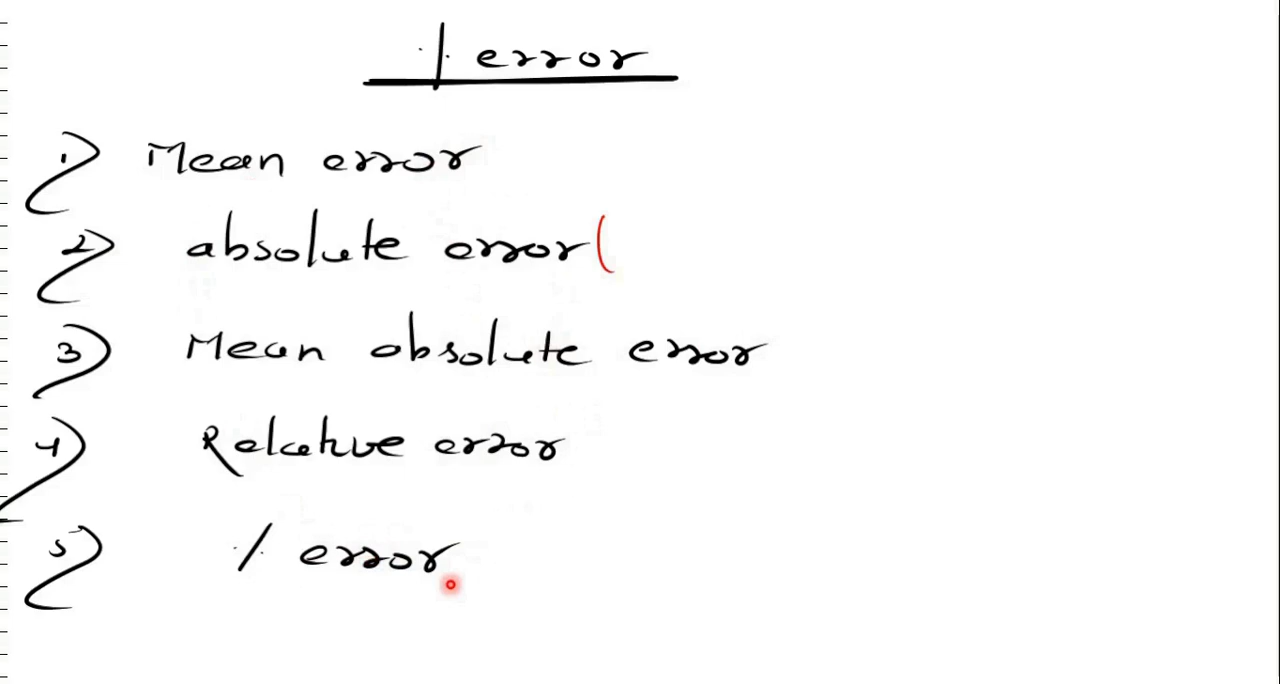 % error
1) Mean error
2) absolute error (
3) Mean absolute error
4) Relative error
5) % error